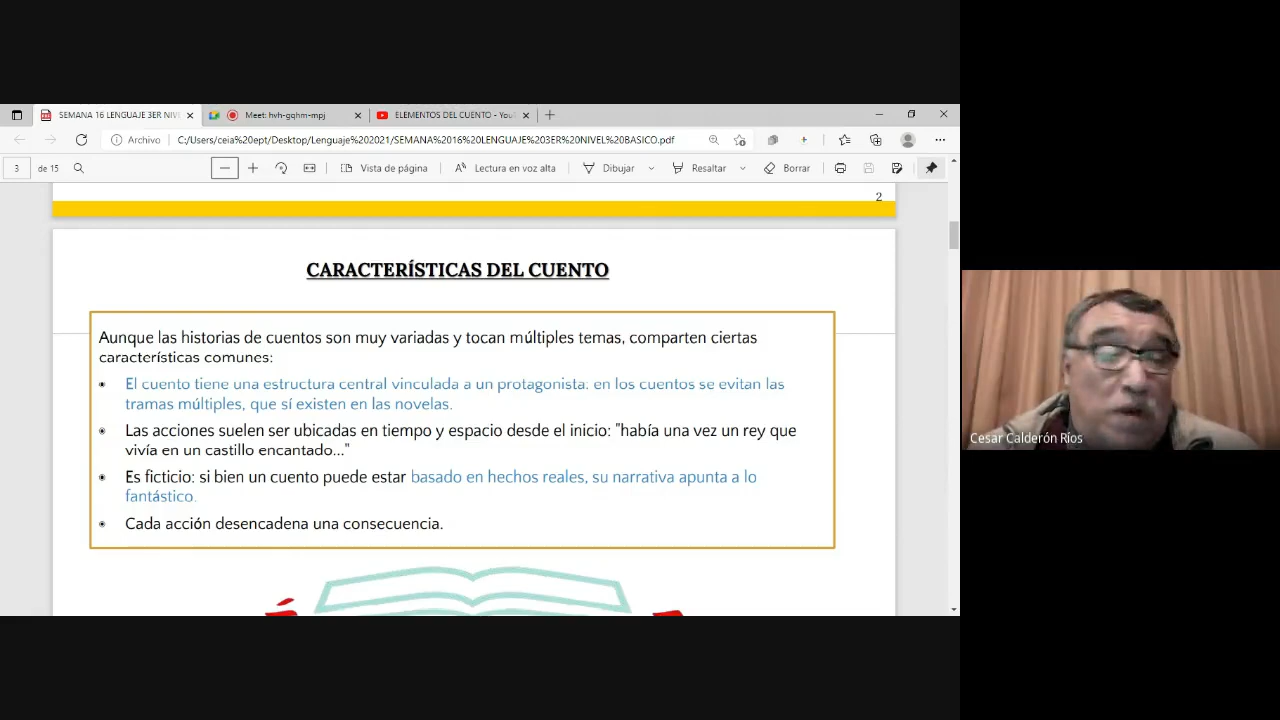 SEMANA 16 LENGUAJE 3ER NIV
Meet: hvh-gqhm-mpj
ELEMENTOS DEL CUENTO - You
Archivo
C:/Users/ceia%20ept/Desktop/Lenguaje%202021/SEMANA%2016%20LENGUAJE%203ER%20NIVEL%20BASICO.pdf
3 de 15
Vista de página
Lectura en voz alta
Dibujar
Resaltar
Borrar
2
CARACTERÍSTICAS DEL CUENTO
Aunque las historias de cuentos son muy variadas y tocan múltiples temas, comparten ciertas
características comunes:
El cuento tiene una estructura central vinculada a un protagonista: en los cuentos se evitan las
tramas múltiples, que sí existen en las novelas.
Las acciones suelen ser ubicadas en tiempo y espacio desde el inicio: "había una vez un rey que
vivía en un castillo encantado..."
Es ficticio: si bien un cuento puede estar basado en hechos reales, su narrativa apunta a lo
fantástico.
Cada acción desencadena una consecuencia.
Cesar Calderón Ríos